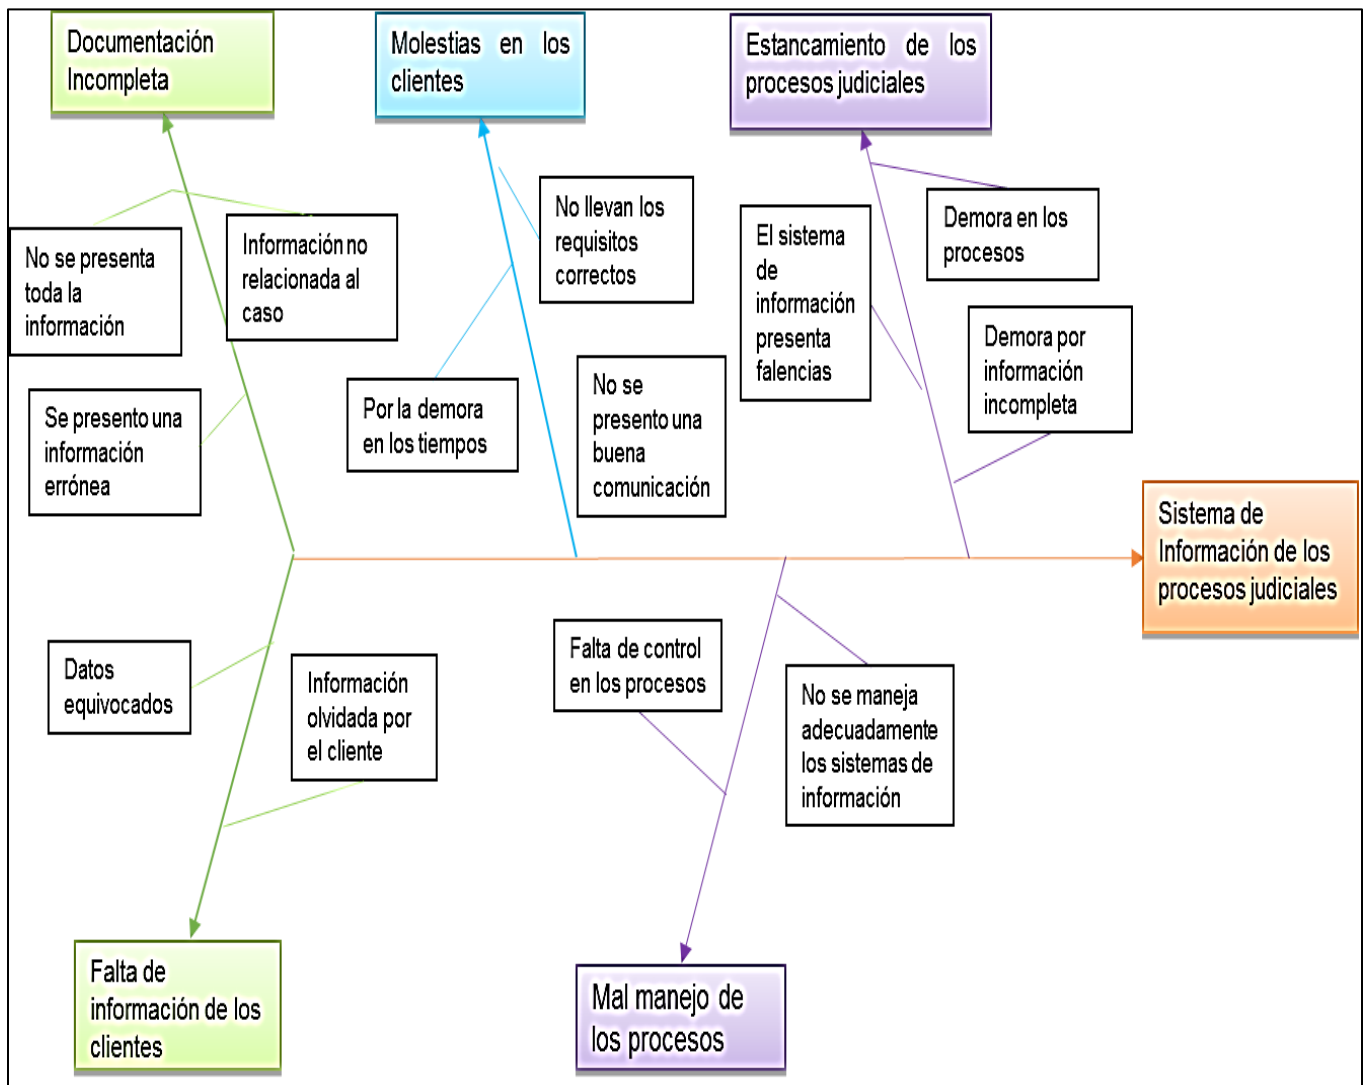 Documentación
Incompleta
Molestias en los
clientes
Estancamiento de los
procesos judiciales
No se presenta
toda la
información
Información no
relacionada al
caso
No llevan los
requisitos
correctos
El sistema
de
información
presenta
falencias
Demora en los
procesos
Se presento una
información
errónea
Por la demora
en los tiempos
No se
presento una
buena
comunicación
Demora por
información
incompleta
Sistema de
Información de los
procesos judiciales
Datos
equivocados
Información
olvidada por
el cliente
Falta de control
en los procesos
No se maneja
adecuadamente
los sistemas de
información
Falta de
información de los
clientes
Mal manejo de
los procesos